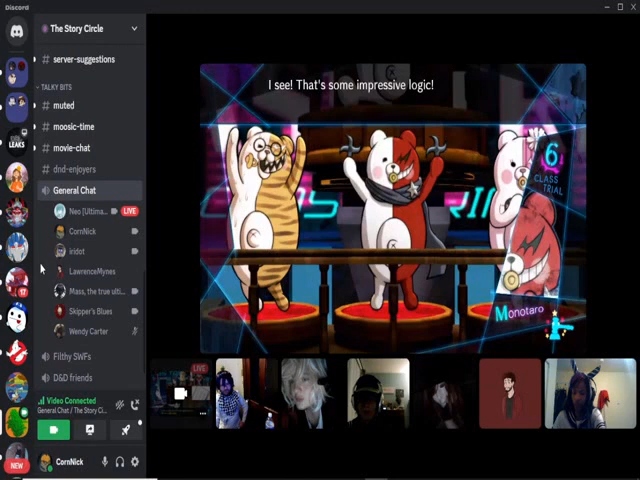 Discord
The Story Circle
server-suggestions
TALKY BITS
muted
moosic-time
movie-chat
dnd-enjoyers
General Chat
Neo [Ultima... LIVE
CornNick
iridot
LawrenceMynes
Mass, the true ulti...
Skipper's Blues
Wendy Carter
Filthy SWFs
D&D friends
Video Connected
General Chat / The Story Ci...
CornNick
LEAKS
17
NEW
I see! That's some impressive logic!
6
CLASS
TRIAL
Monotaro
LIVE